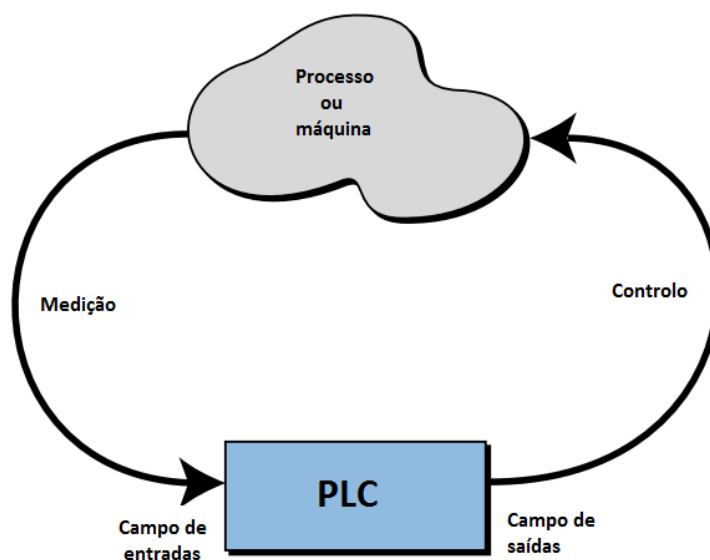 Processo
ou
máquina
Medição
Controlo
PLC
Campo de
entradas
Campo de
saídas